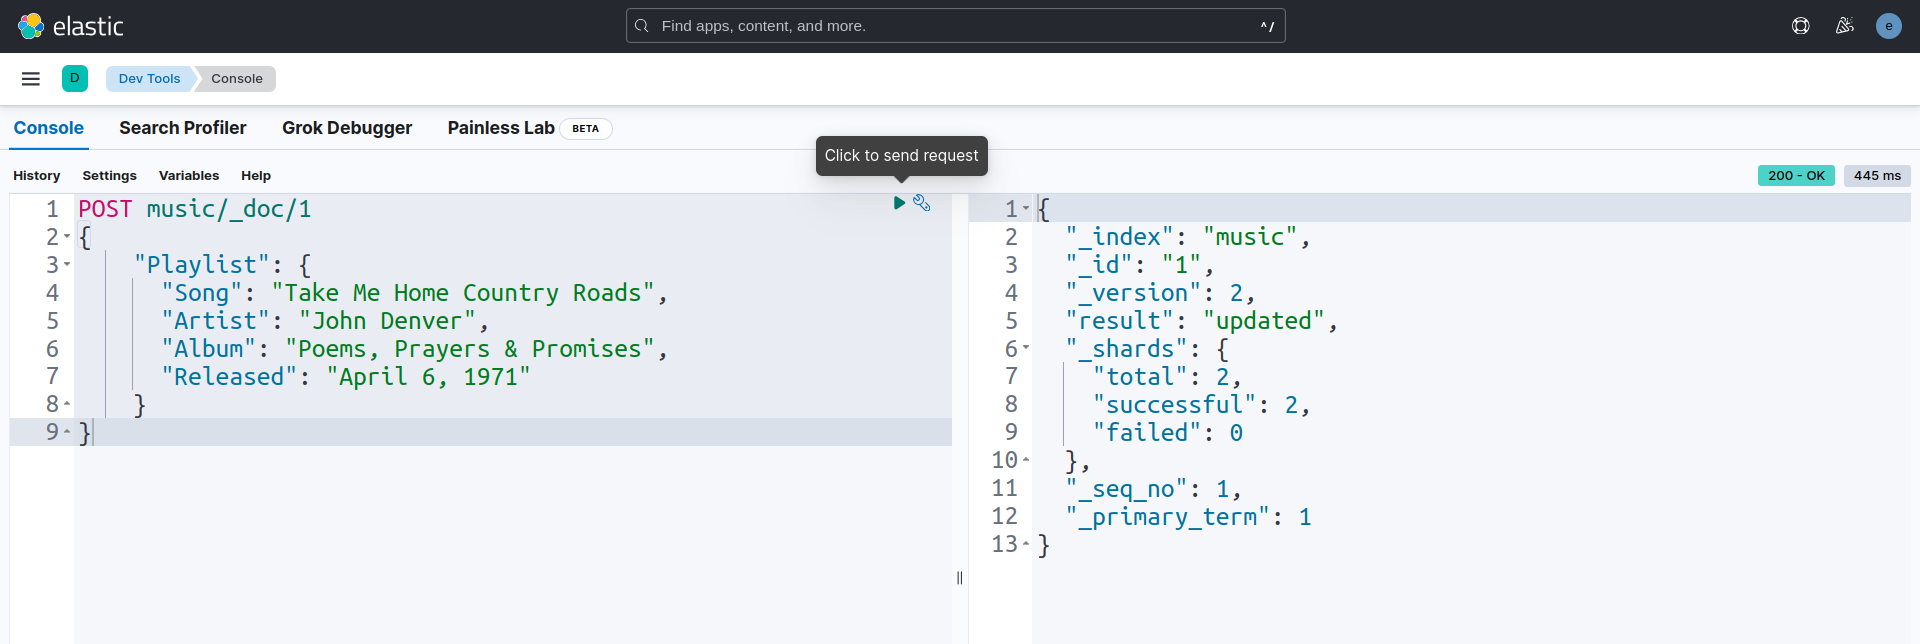 elastic
Find apps, content, and more.
^/
e
D
Dev Tools
Console
Console
Search Profiler
Grok Debugger
Painless Lab
BETA
Click to send request
History
Settings
Variables
Help
200 - OK
445 ms
1 POST music/_doc/1
2 {
3 "Playlist": {
4 "Song": "Take Me Home Country Roads",
5 "Artist": "John Denver",
6 "Album": "Poems, Prayers & Promises",
7 "Released": "April 6, 1971"
8 }
9 }
1 {
2 "_index": "music",
3 "_id": "1",
4 "_version": 2,
5 "result": "updated",
6 "_shards": {
7 "total": 2,
8 "successful": 2,
9 "failed": 0
10 },
11 "_seq_no": 1,
12 "_primary_term": 1
13 }